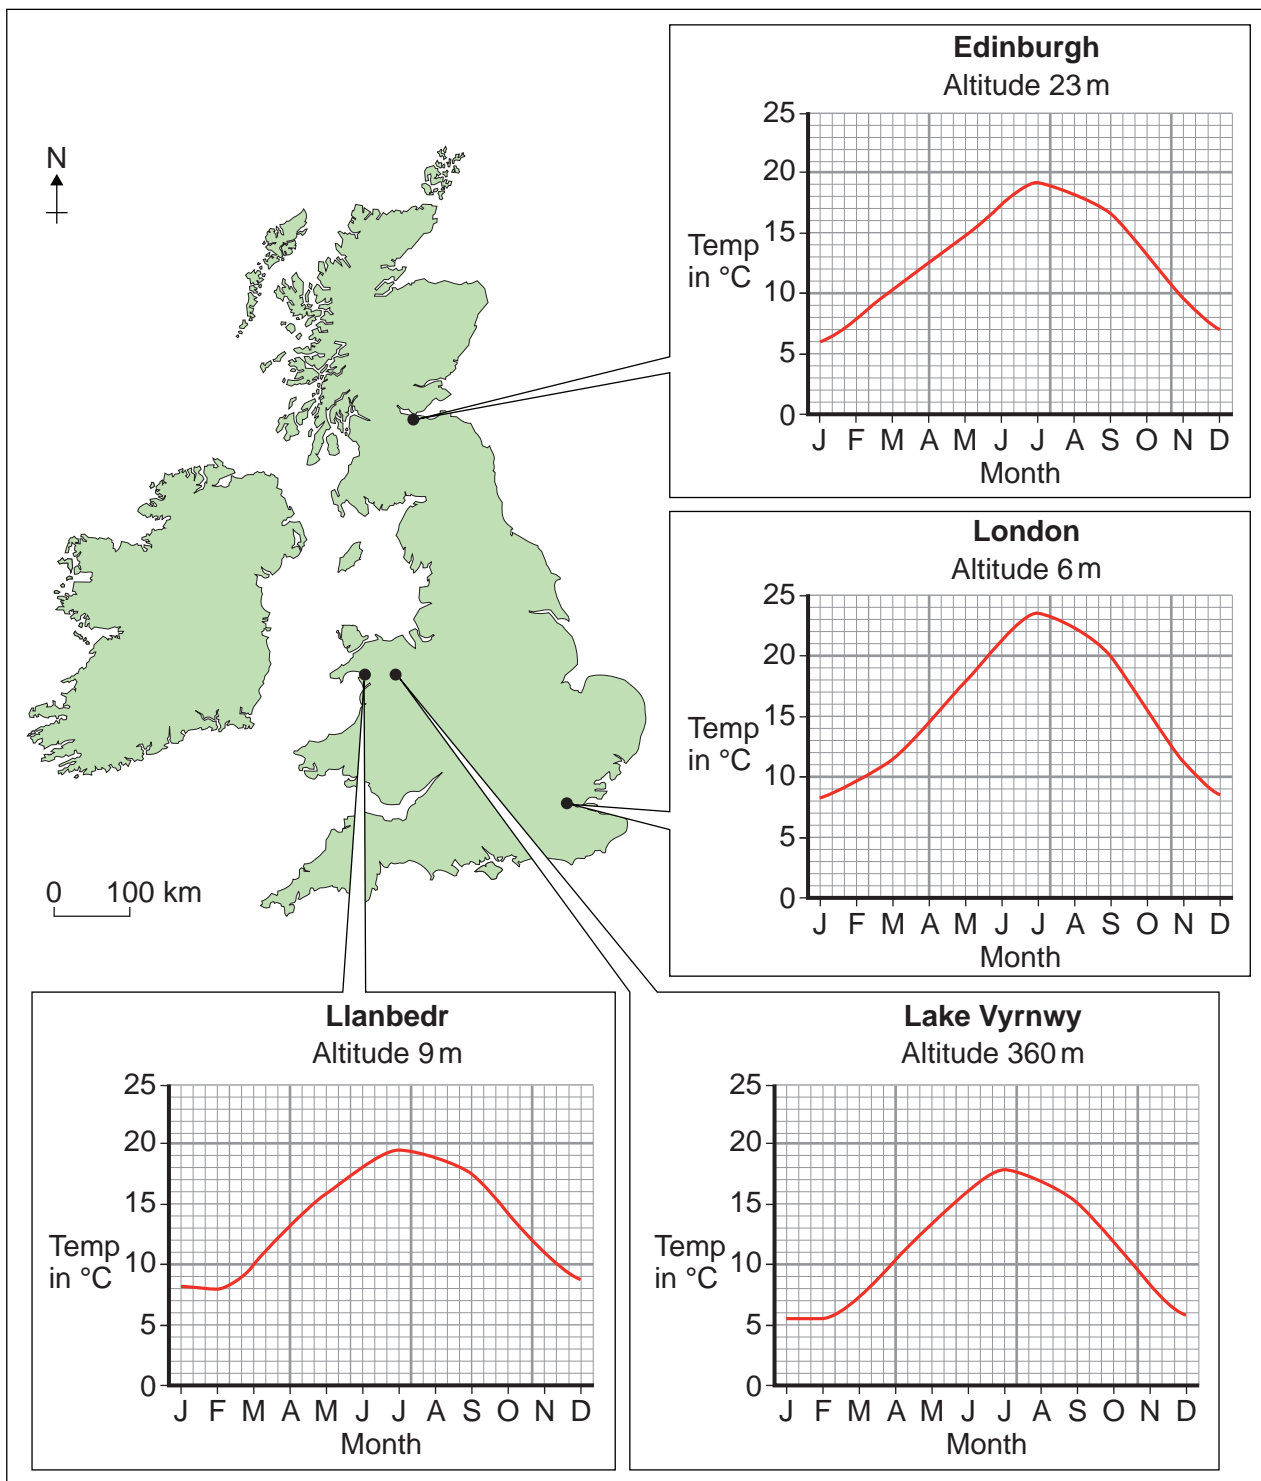 N
0 100 km
Edinburgh
Altitude 23 m
25
20
15
10
5
0
Temp
in °C
J F M A M J J A S O N D
Month
London
Altitude 6 m
25
20
15
10
5
0
Temp
in °C
J F M A M J J A S O N D
Month
Llanbedr
Altitude 9 m
25
20
15
10
5
0
Temp
in °C
J F M A M J J A S O N D
Month
Lake Vyrnwy
Altitude 360 m
25
20
15
10
5
0
Temp
in °C
J F M A M J J A S O N D
Month